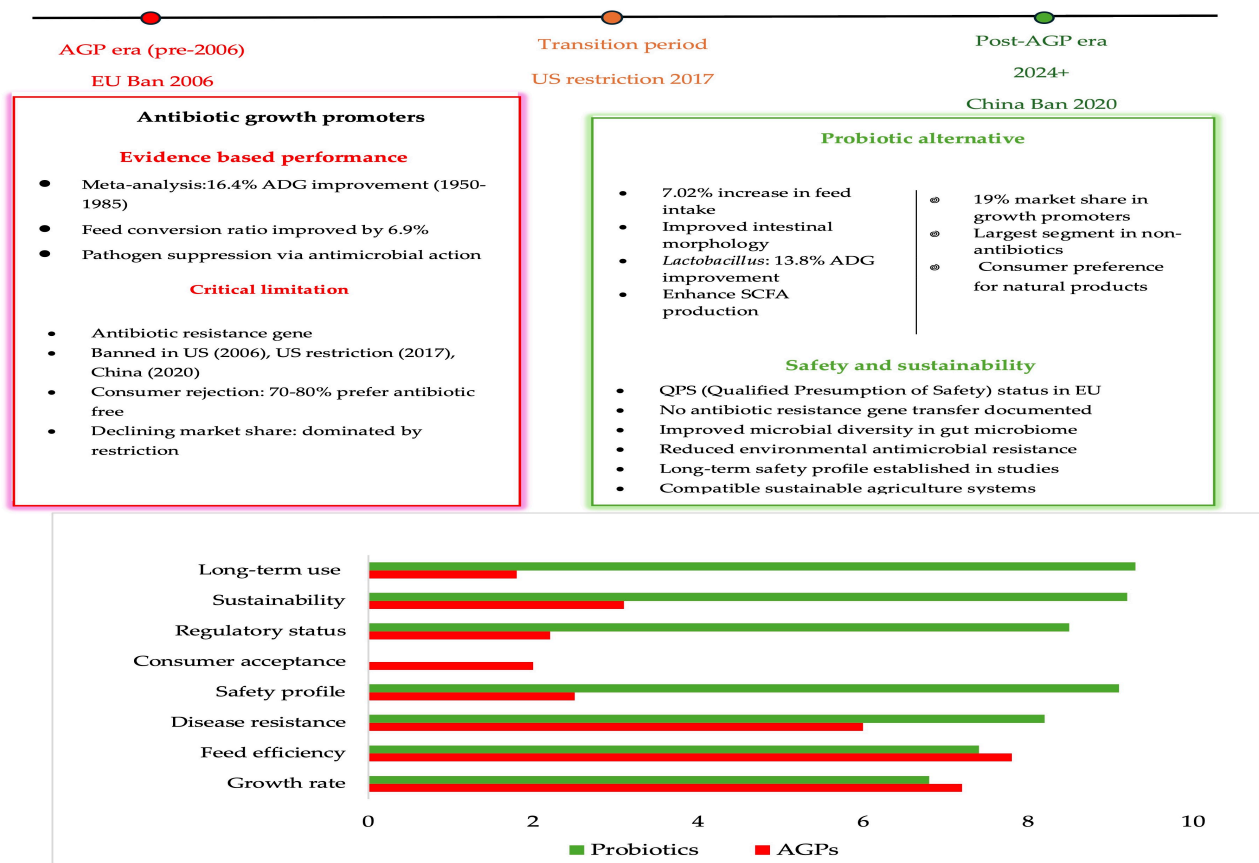 AGP era (pre-2006)
EU Ban 2006
Transition period
US restriction 2017
Post-AGP era
2024+
China Ban 2020
Antibiotic growth promoters
Evidence based performance
Meta-analysis:16.4% ADG improvement (1950-
1985)
Feed conversion ratio improved by 6.9%
Pathogen suppression via antimicrobial action
Critical limitation
Antibiotic resistance gene
Banned in US (2006), US restriction (2017),
China (2020)
Consumer rejection: 70-80% prefer antibiotic
free
Declining market share: dominated by
restriction
Probiotic alternative
7.02% increase in feed
intake
Improved intestinal
morphology
Lactobacillus: 13.8% ADG
improvement
Enhance SCFA
production
19% market share in
growth promoters
Largest segment in non-
antibiotics
Consumer preference
for natural products
Safety and sustainability
QPS (Qualified Presumption of Safety) status in EU
No antibiotic resistance gene transfer documented
Improved microbial diversity in gut microbiome
Reduced environmental antimicrobial resistance
Long-term safety profile established in studies
Compatible sustainable agriculture systems
Long-term use
Sustainability
Regulatory status
Consumer acceptance
Safety profile
Disease resistance
Feed efficiency
Growth rate
0 2 4 6 8 10
Probiotics AGPs